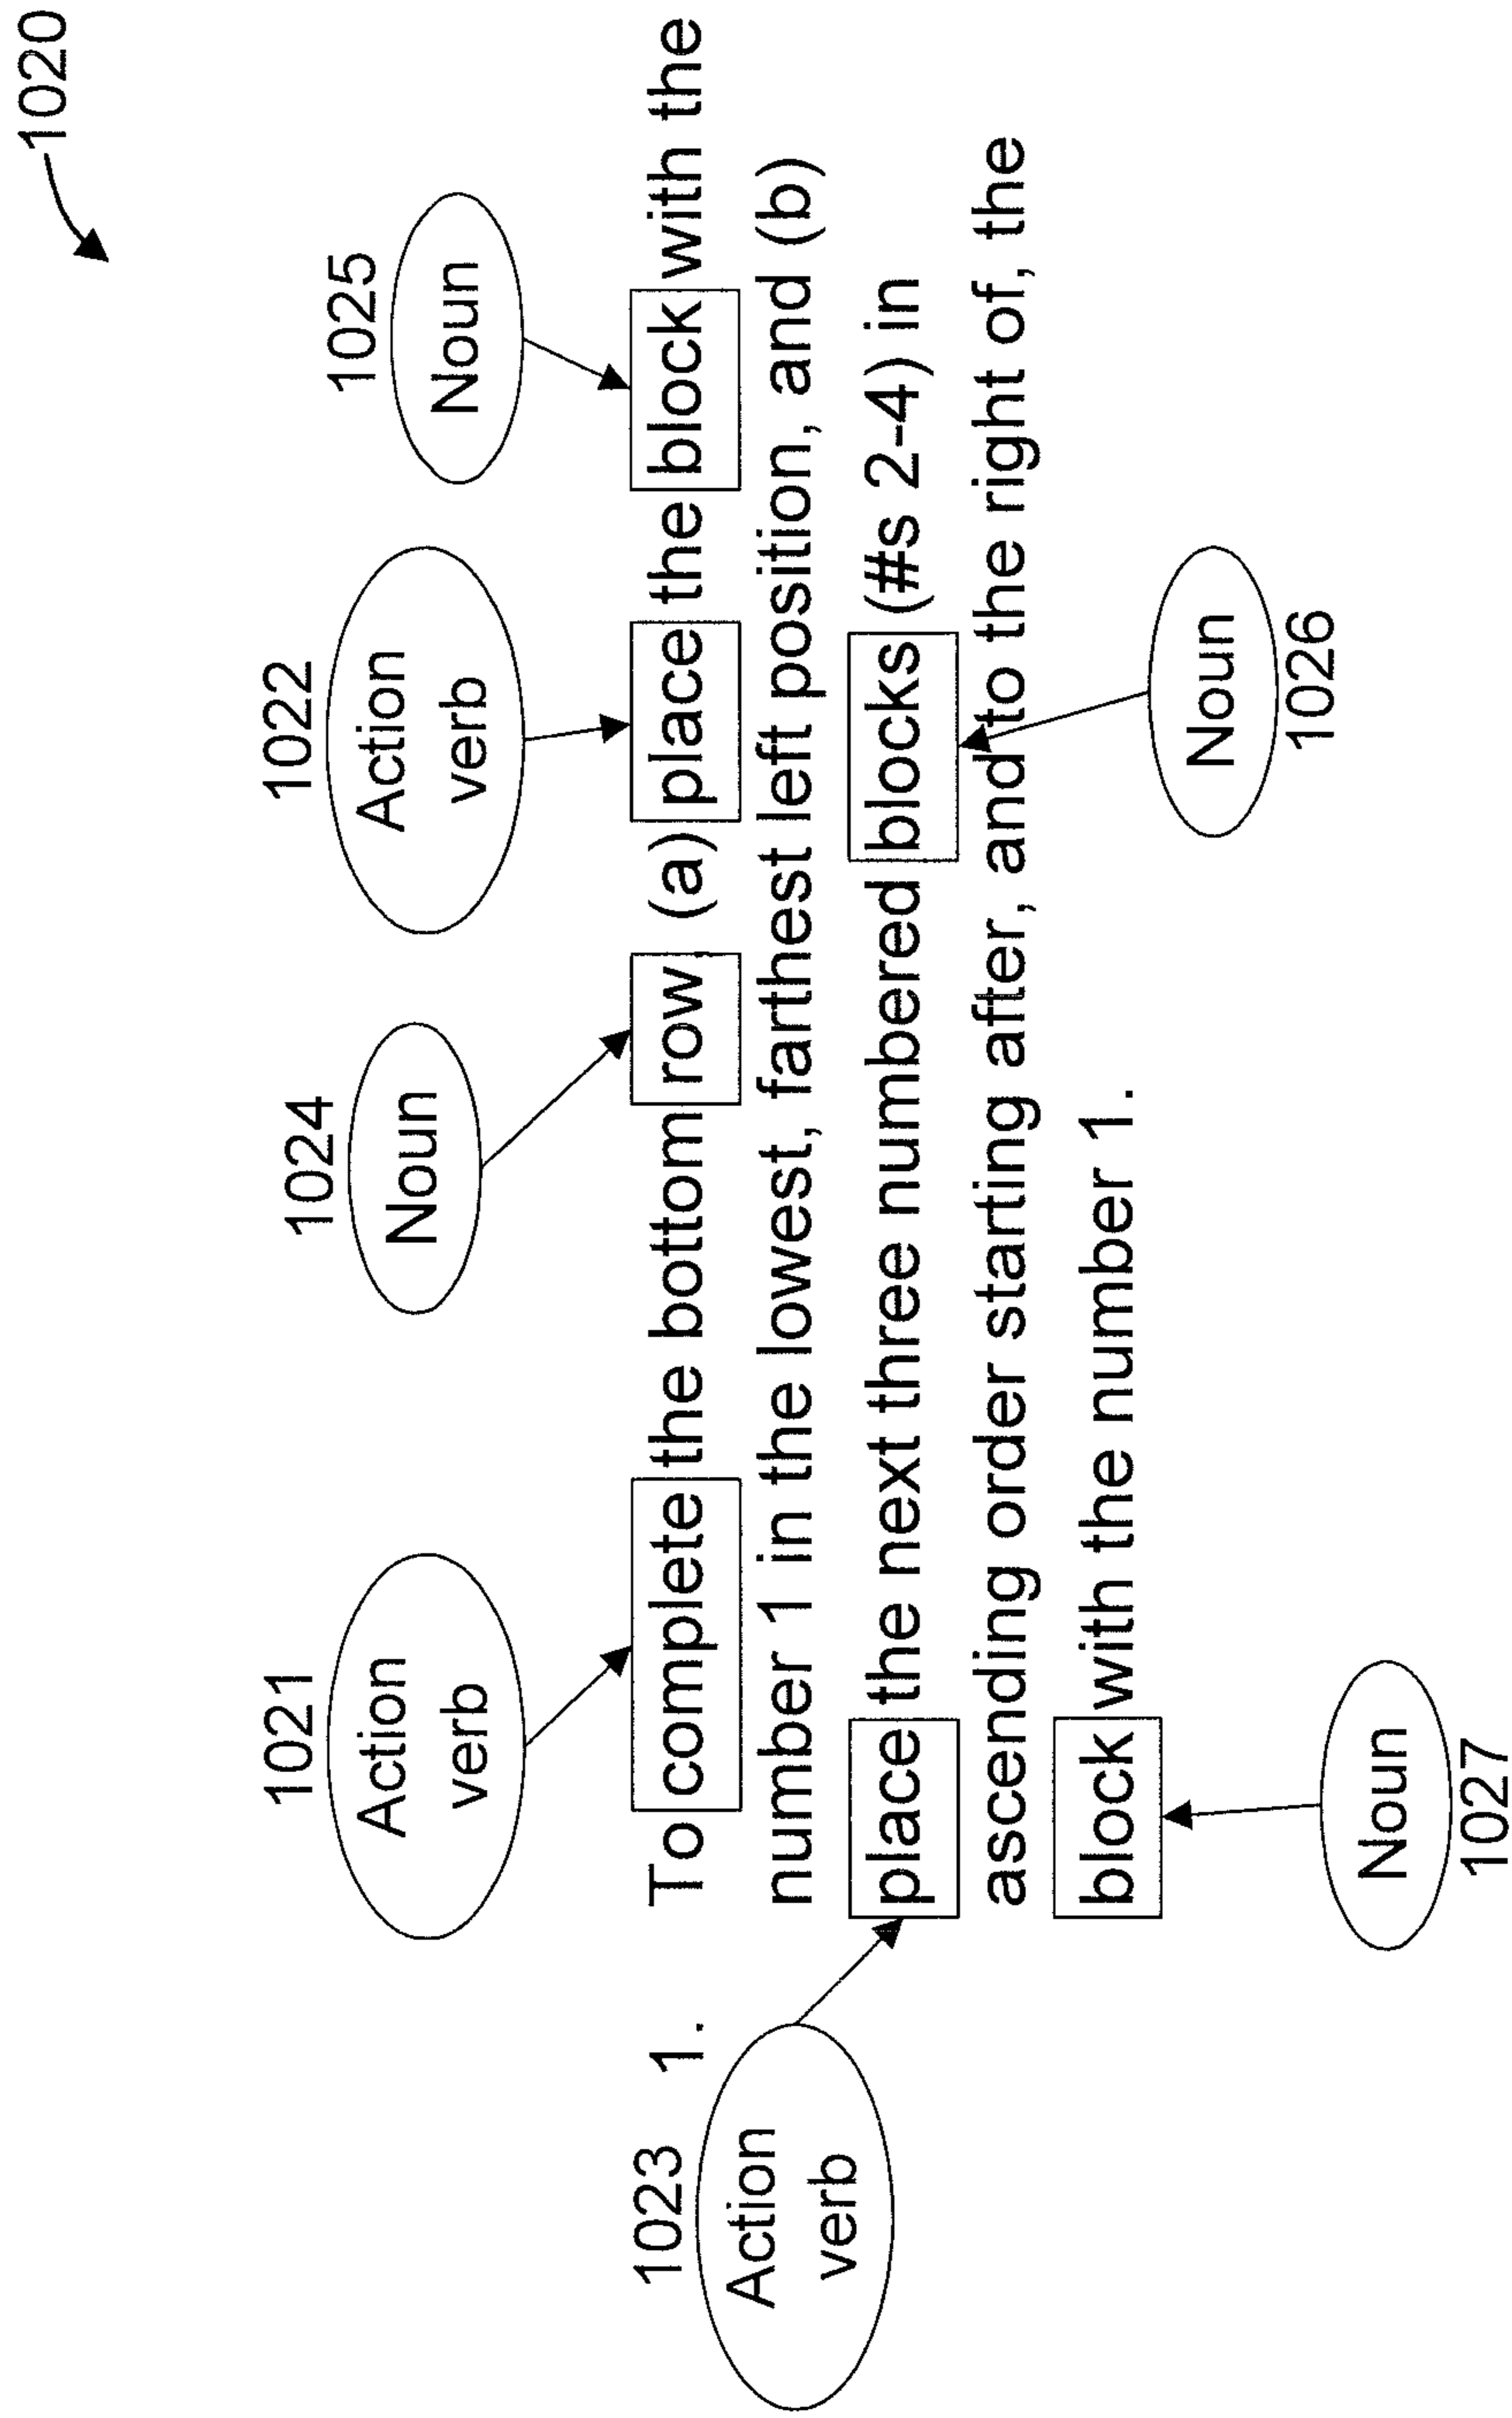 1020
1021
Action
verb
1024
Noun
1022
Action
verb
1025
Noun
1023
Action
verb
1. To complete the bottom row (a) place the block with the
number 1 in the lowest, farthest left position, and (b)
place the next three numbered blocks (#s 2-4) in
ascending order starting after, and to the right of, the
block with the number 1.
Noun
1027
Noun
1026